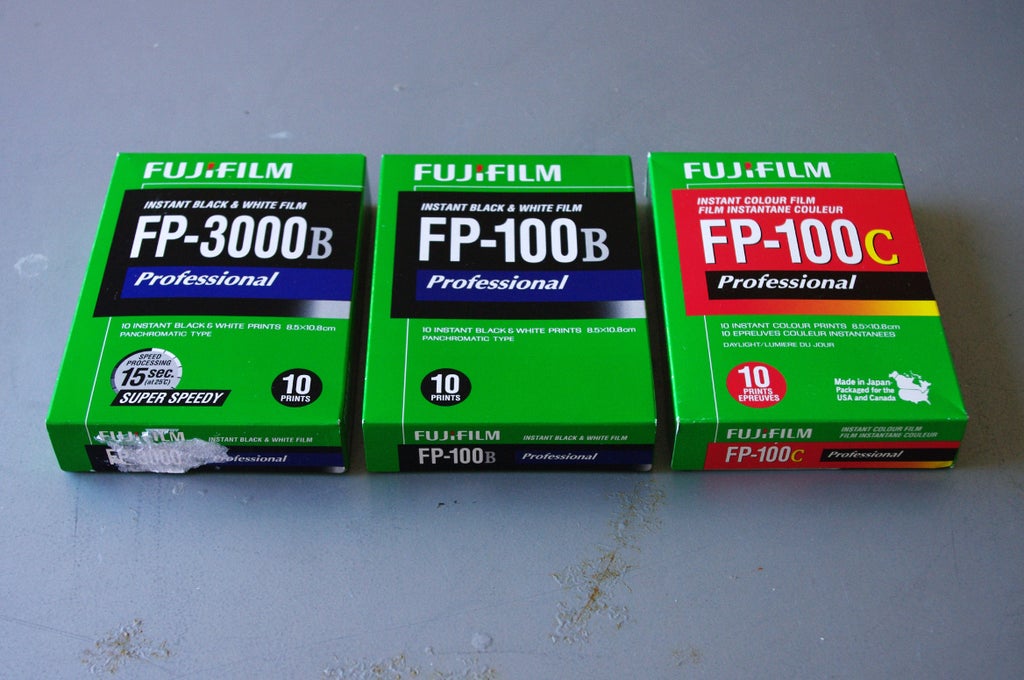 FUJIFILM
INSTANT BLACK & WHITE FILM
FP-3000B
Professional
10 INSTANT BLACK & WHITE PRINTS 8.5×10.8cm
PANCHROMATIC TYPE
SPEED
PROCESSING
15 sec.
(at 25°C)
SUPER SPEEDY
10
PRINTS
FUJIFILM
INSTANT BLACK & WHITE FILM
Professional
FUJIFILM
INSTANT BLACK & WHITE FILM
FP-100B
Professional
10 INSTANT BLACK & WHITE PRINTS 8.5×10.8cm
PANCHROMATIC TYPE
10
PRINTS
FUJIFILM
INSTANT BLACK & WHITE FILM
FP-100B
Professional
FUJIFILM
INSTANT COLOUR FILM
FILM INSTANTANE COULEUR
FP-100C
Professional
10 INSTANT COLOUR PRINTS 8.5×10.8cm
10 EPREUVES COULEUR INSTANTANEES
DAYLIGHT/LUMIERE DU JOUR
10
PRINTS
EPREUVES
Made in Japan-
Packaged for the
USA and Canada
FUJIFILM
INSTANT COLOUR FILM
FILM INSTANTANE COULEUR
FP-100C
Professional